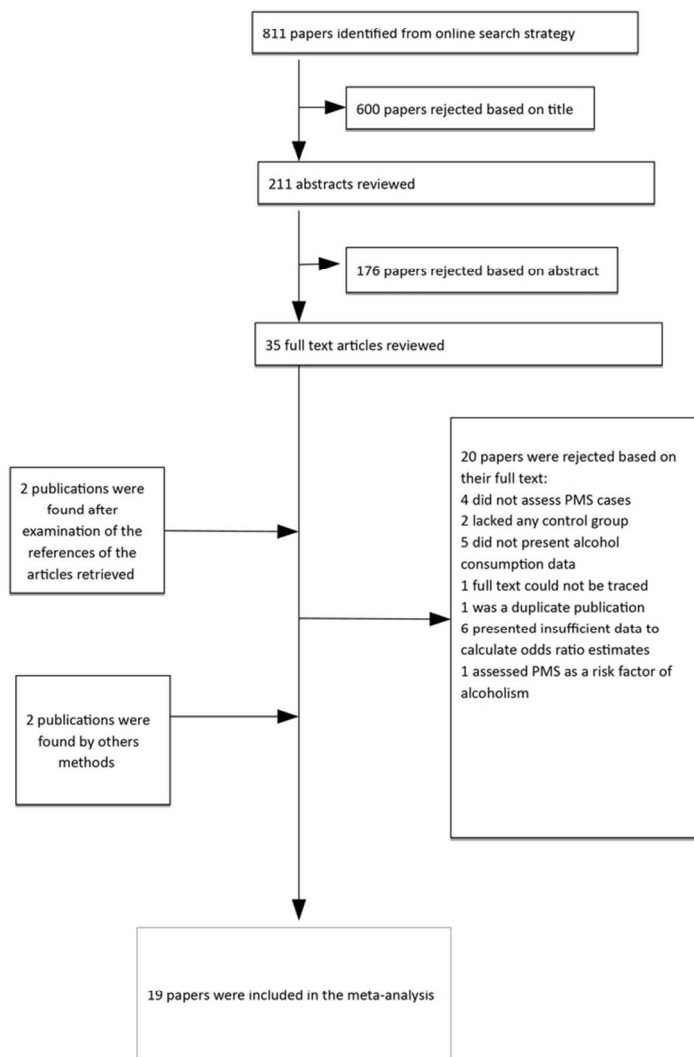 811 papers identified from online search strategy
600 papers rejected based on title
211 abstracts reviewed
176 papers rejected based on abstract
35 full text articles reviewed
2 publications were
found after
examination of the
references of the
articles retrieved
20 papers were rejected based on
their full text:
4 did not assess PMS cases
2 lacked any control group
5 did not present alcohol
consumption data
1 full text could not be traced
1 was a duplicate publication
6 presented insufficient data to
calculate odds ratio estimates
1 assessed PMS as a risk factor of
alcoholism
2 publications were
found by others
methods
19 papers were included in the meta-analysis